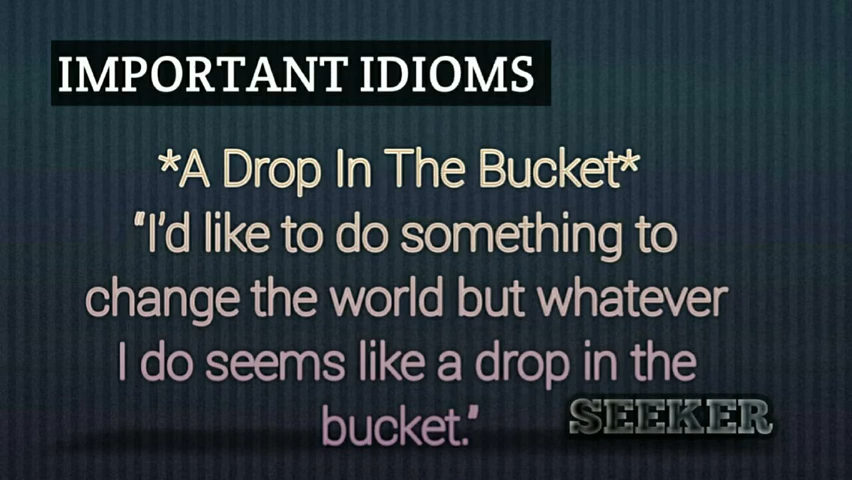 IMPORTANT IDIOMS
*A Drop In The Bucket*
“I’d like to do something to
change the world but whatever
I do seems like a drop in the
bucket.”
SEEKER